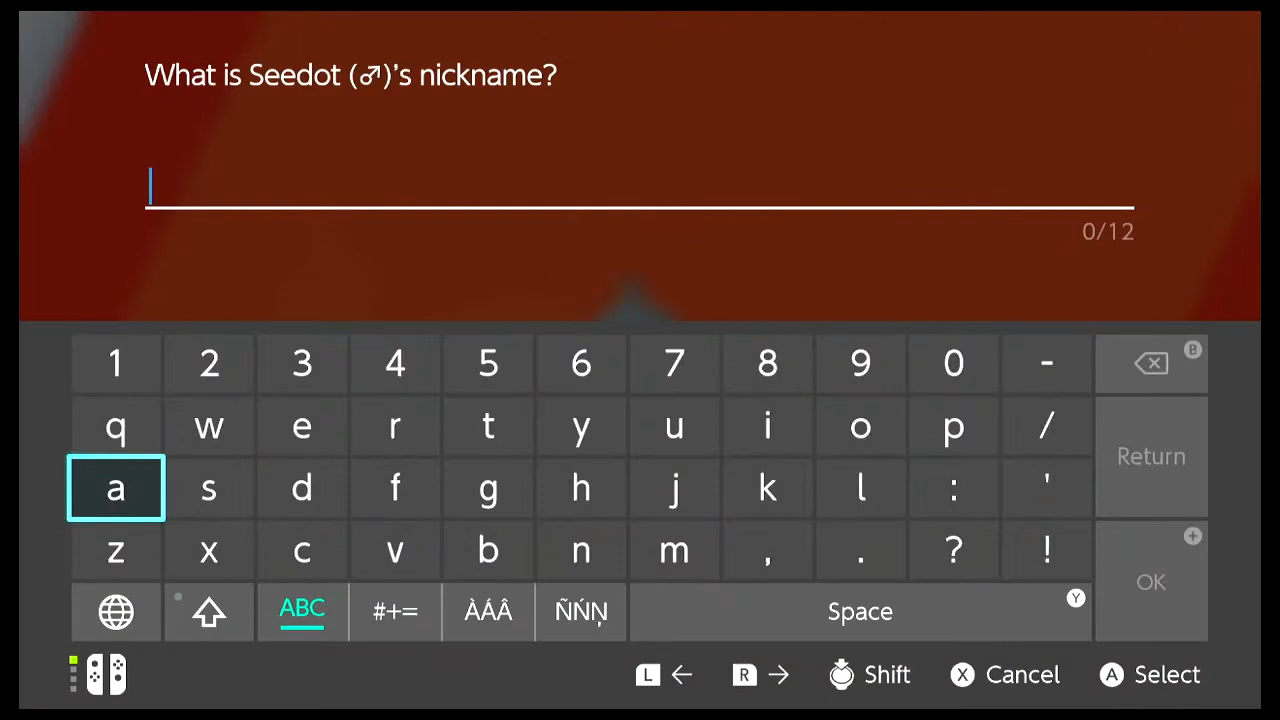 What is Seedot (♂)'s nickname?
0/12
1 2 3 4 5 6 7 8 9 0 - B
q w e r t y u i o p /
Return
a s d f g h j k l : '
z x c v b n m , . ? ! +
OK
ABC #+= ÀÁÂ ÑŃŅ Space Y
L ← R → Shift X Cancel A Select